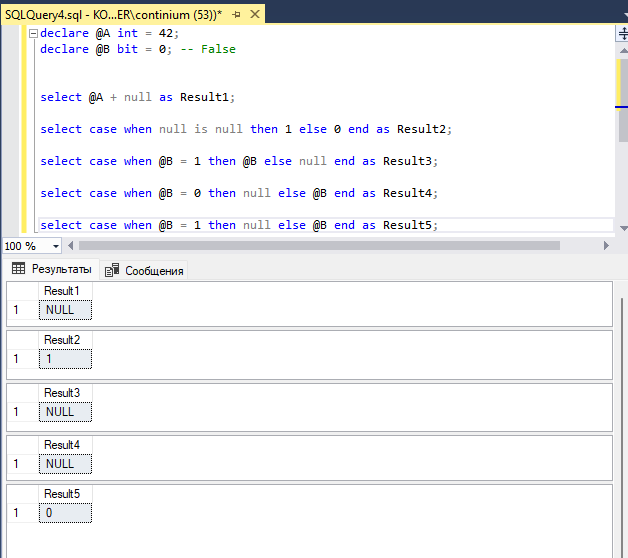 SQLQuery4.sql - KO...ER\continium (53))*
declare @A int = 42;
declare @B bit = 0; -- False
select @A + null as Result1;
select case when null is null then 1 else 0 end as Result2;
select case when @B = 1 then @B else null end as Result3;
select case when @B = 0 then null else @B end as Result4;
select case when @B = 1 then null else @B end as Result5;
100 %
Результаты Сообщения
Result1
1 NULL
Result2
1 1
Result3
1 NULL
Result4
1 NULL
Result5
1 0